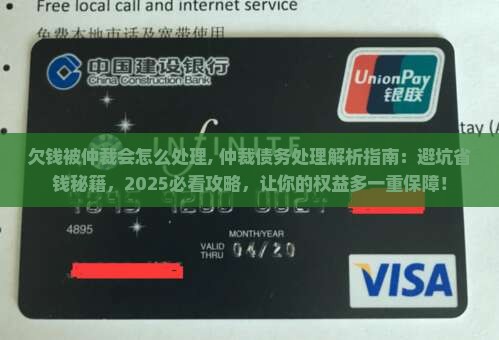 Free local call and internet service
免费本地市话及宽带使用
中国建设银行
China Construction Bank
UnionPay
银联
INFINITE
欠钱被仲裁会怎么处理, 仲裁债务处理解析指南：避坑省
钱秘籍，2025必看攻略，让你的权益多一重保障！
4895
MONTH/YEAR
VALID
THRU
04/20
VISA